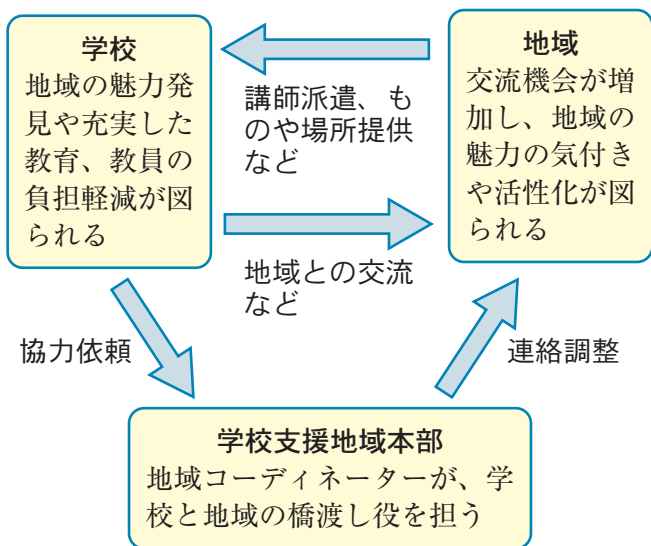 学校
地域の魅力発
見や充実した
教育、教員の
負担軽減が図
られる
講師派遣、も
のや場所提供
など
地域
交流機会が増
加し、地域の
魅力の気付き
や活性化が図
られる
地域との交流
など
協力依頼
連絡調整
学校支援地域本部
地域コーディネーターが、学
校と地域の橋渡し役を担う